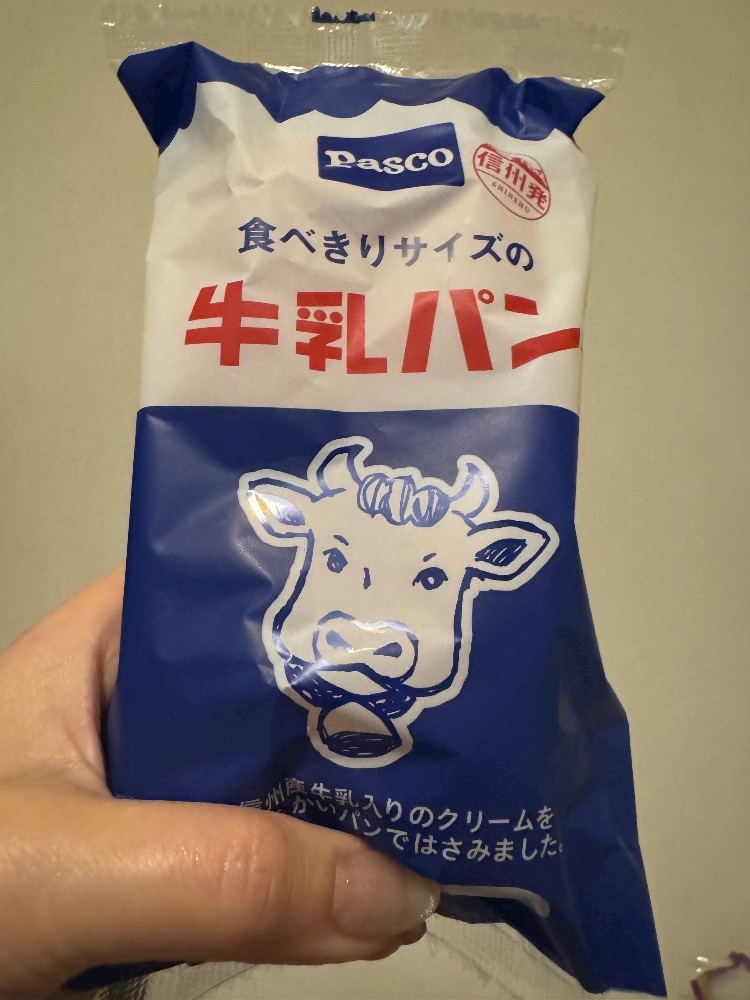 Pasco
信州発
SHINSHU
食べきりサイズの
牛乳パン
信州産牛乳入りのクリームを
かいパンではさみました。